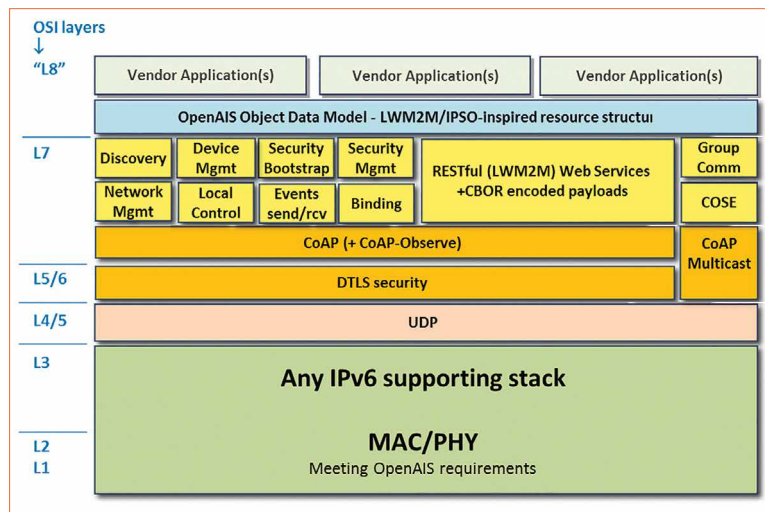 OSI layers
↓
"L8"
Vendor Application(s)
Vendor Application(s)
Vendor Application(s)
OpenAIS Object Data Model - LWM2M/IPSO-inspired resource
L7
Discovery
Device
Mgmt
Security
Bootstrap
Security
Mgmt
RESTful (LWM2M) Web Services
+CBOR encoded payloads
Group
Comm
Network
Mgmt
Local
Control
Events
send/rcv
Binding
COSE
CoAP (+ CoAP-Observe)
CoAP
Multicast
L5/6
DTLS security
L4/5
UDP
L3
Any IPv6 supporting stack
L2
MAC/PHY
L1
Meeting OpenAIS requirements